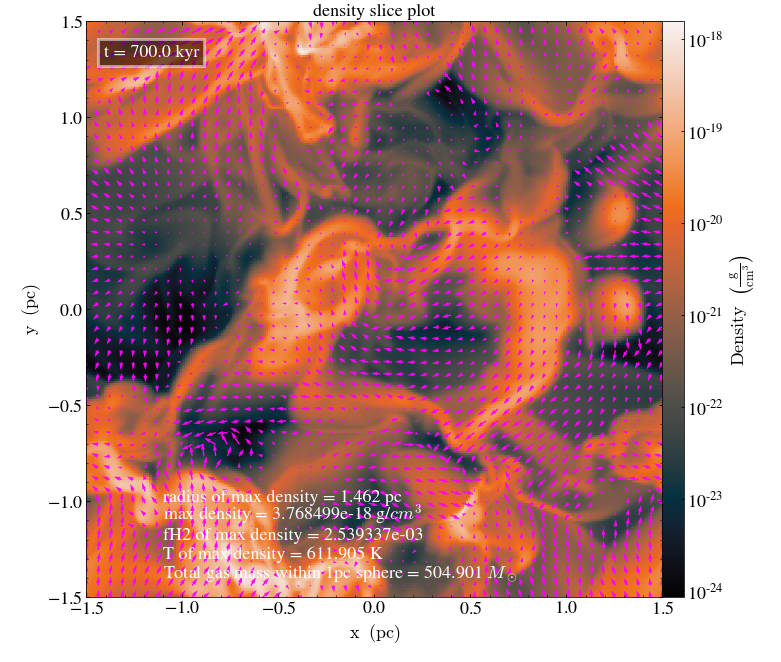 density slice plot
t = 700.0 kyr
radius of max density = 1.462 pc
max density = 3.768499e-18 g/cm³
fH2 of max density = 2.539337e-03
T of max density = 611.905 K
Total gas mass within 1pc sphere = 504.901 M⊙
y (pc)
1.5
1.0
0.5
0.0
−0.5
−1.0
−1.5
−1.5 −1.0 −0.5 0.0 0.5 1.0 1.5
x (pc)
10⁻¹⁸
10⁻¹⁹
10⁻²⁰
10⁻²¹
10⁻²²
10⁻²³
10⁻²⁴
Density (g/cm³)